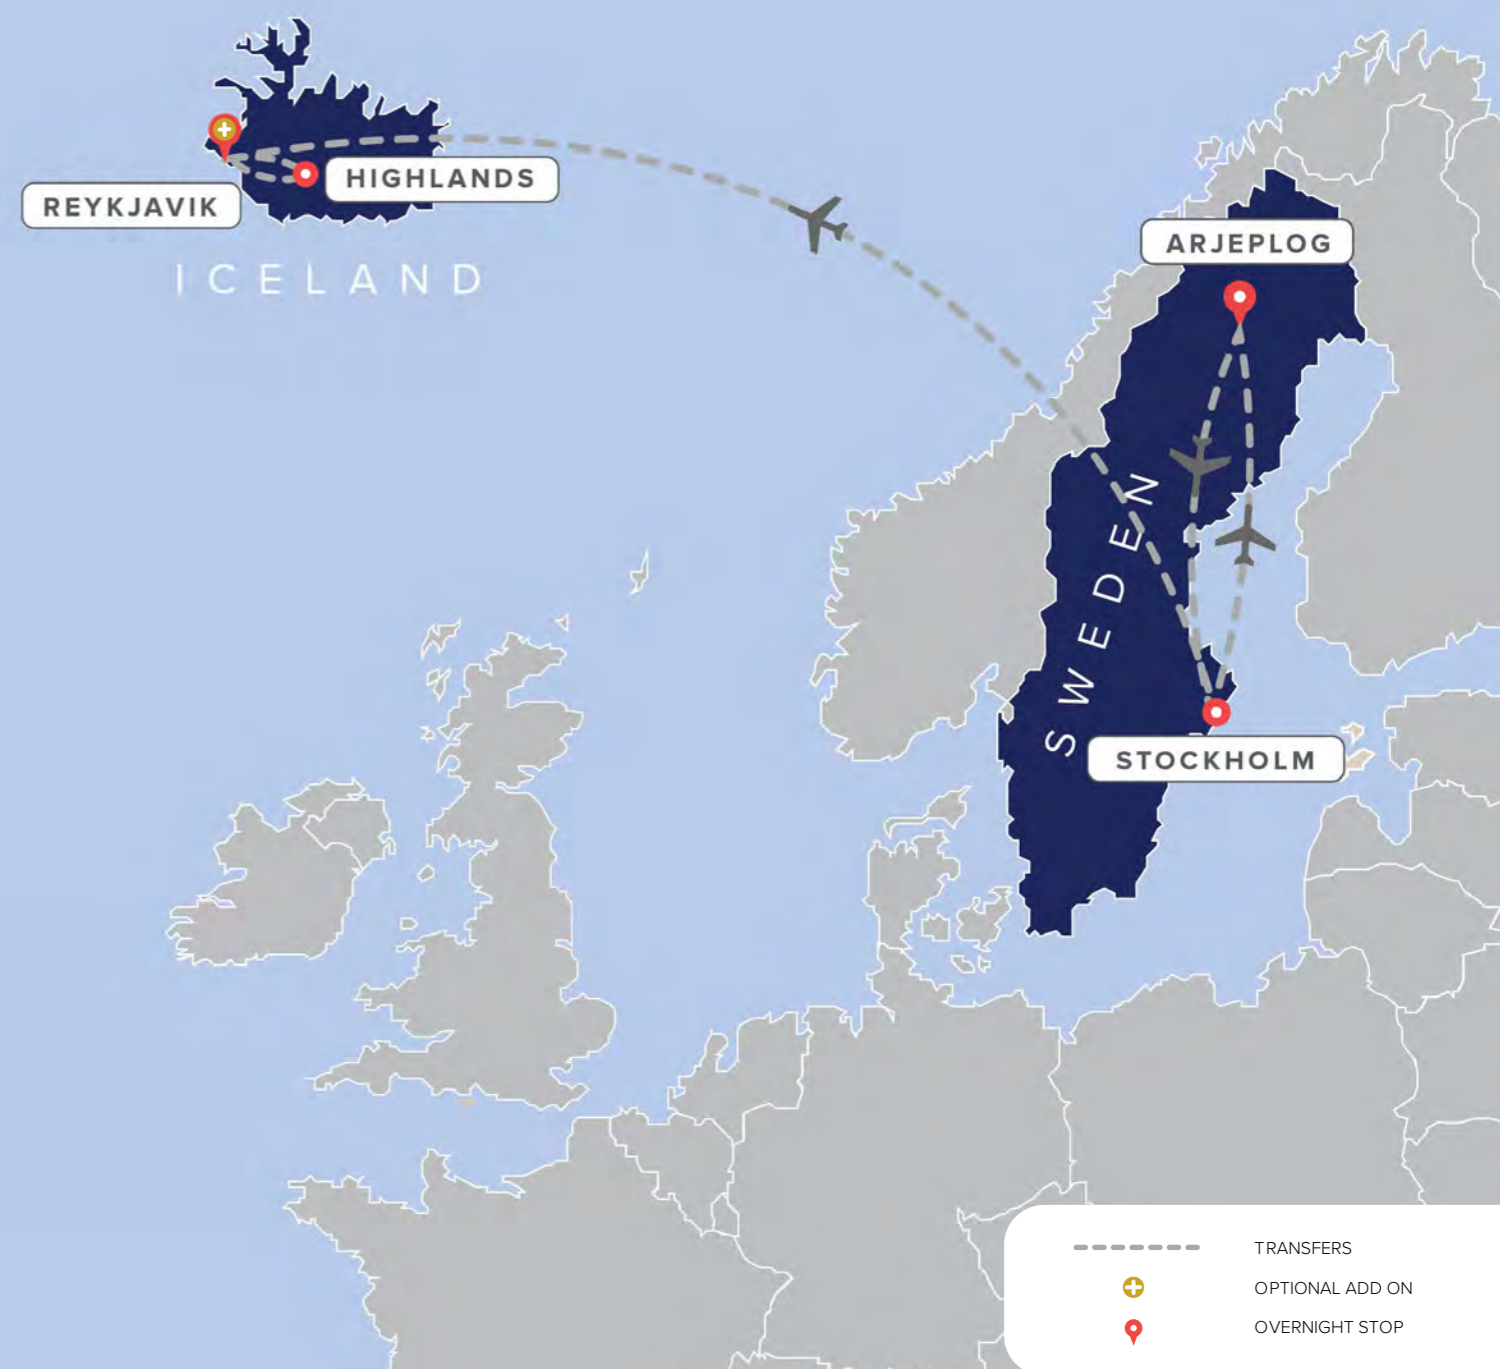 HIGHLANDS
REYKJAVIK
ICELAND
ARJEPLOG
SWEDEN
STOCKHOLM
TRANSFERS
OPTIONAL ADD ON
OVERNIGHT STOP